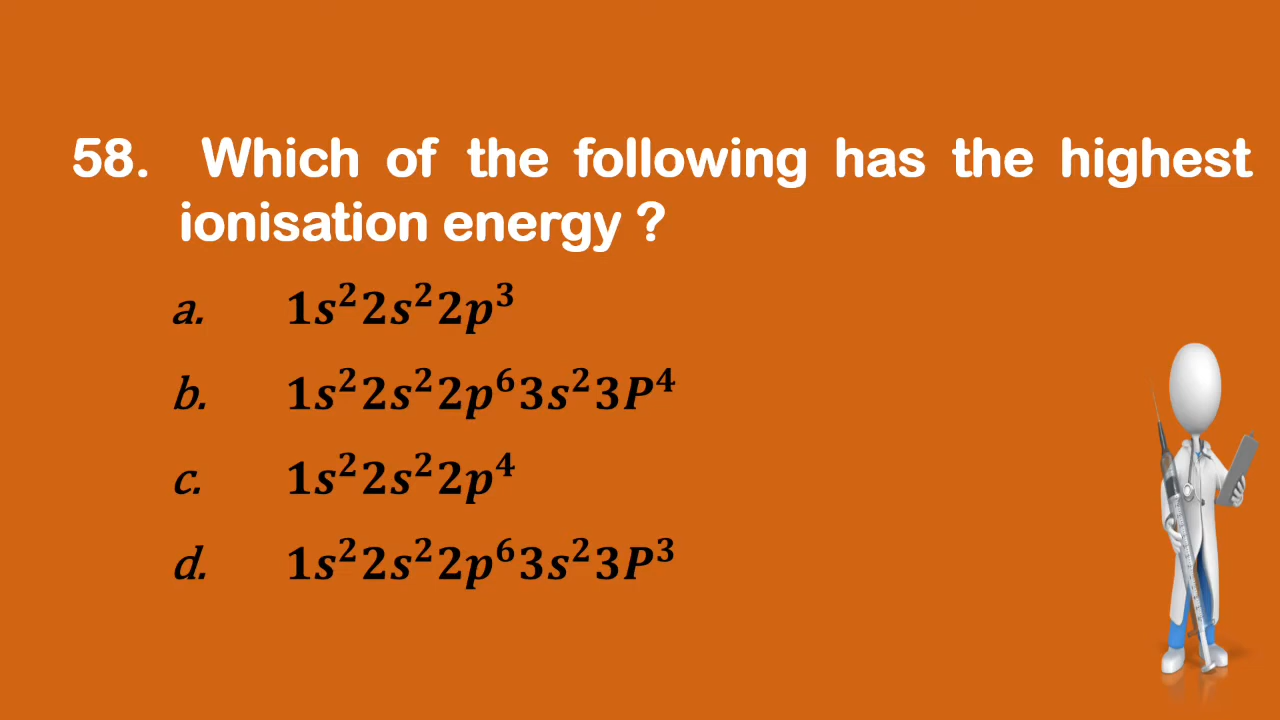 58. Which of the following has the highest
ionisation energy ?
a. 1s²2s²2p³
b. 1s²2s²2p⁶3s²3P⁴
c. 1s²2s²2p⁴
d. 1s²2s²2p⁶3s²3P³